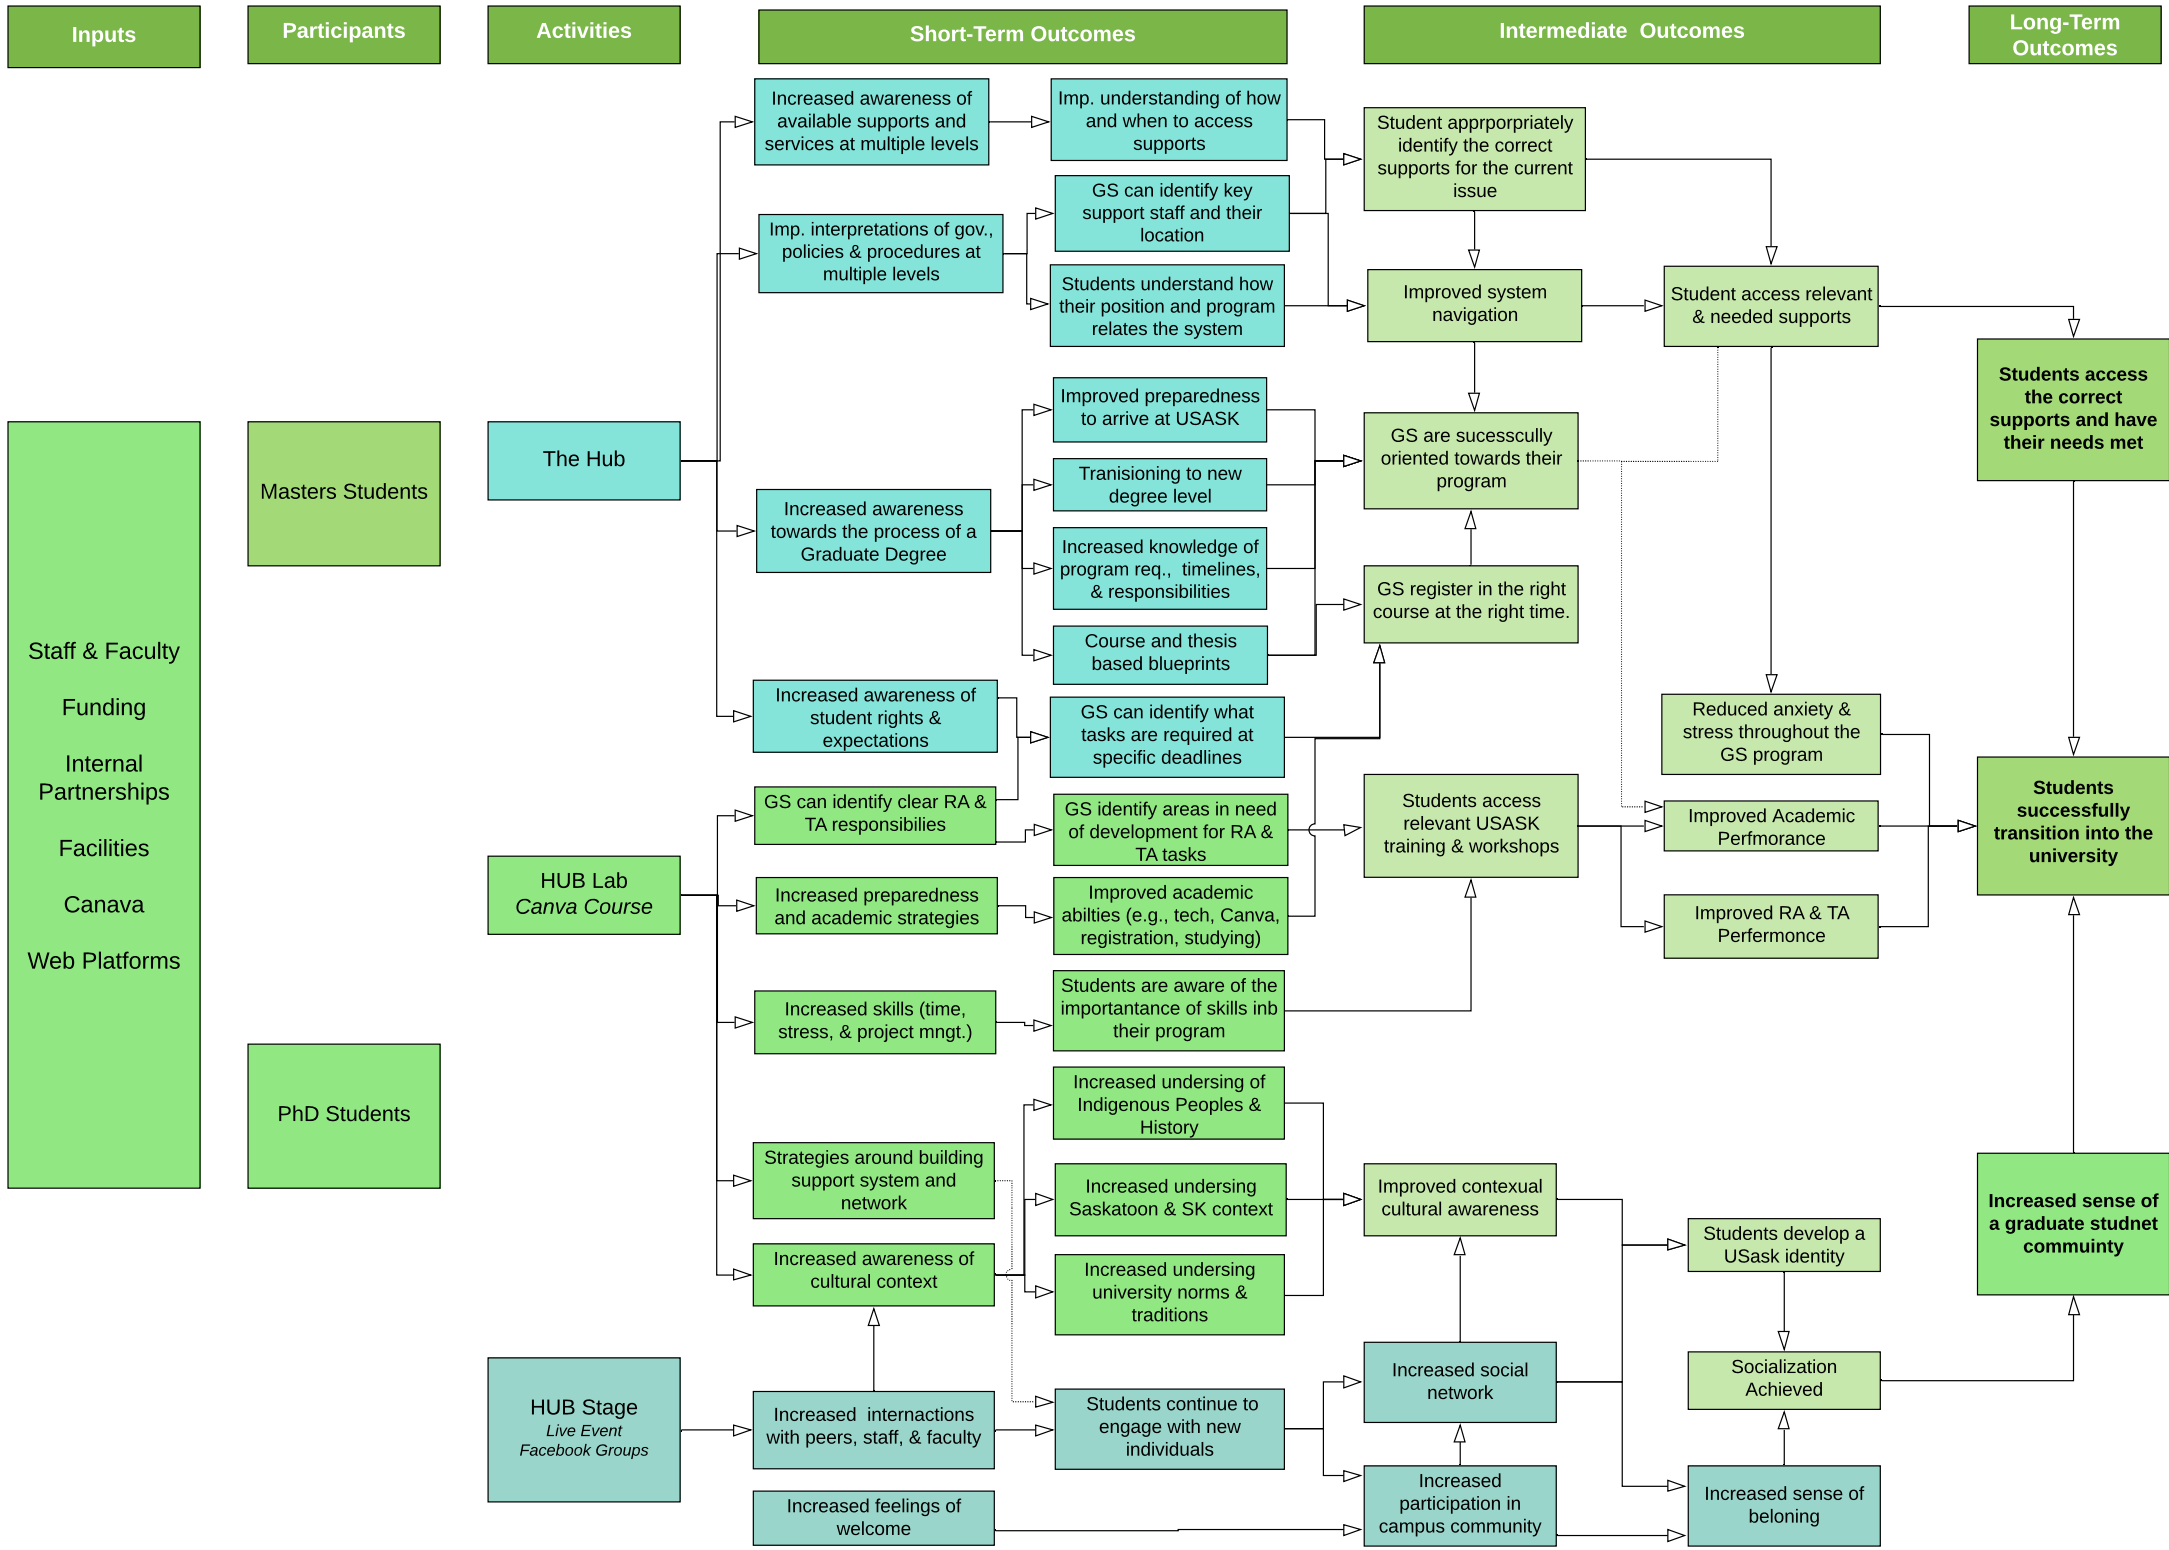 Inputs
Participants
Activities
Short-Term Outcomes
Intermediate  Outcomes
Long-Term
Outcomes
Staff & Faculty
Funding
Internal
Partnerships
Facilities
Canava
Web Platforms
Masters Students
PhD Students
The Hub
HUB Lab
Canva Course
HUB Stage
Live Event
Facebook Groups
Increased awareness of
available supports and
services at multiple levels
Imp. interpretations of gov.,
policies & procedures at
multiple levels
Increased awareness
towards the process of a
Graduate Degree
Increased awareness of
student rights &
expectations
GS can identify clear RA &
TA responsibilies
Increased preparedness
and academic strategies
Increased skills (time,
stress, & project mngt.)
Strategies around building
support system and
network
Increased awareness of
cultural context
Increased  internactions
with peers, staff, & faculty
Increased feelings of
welcome
Imp. understanding of how
and when to access
supports
GS can identify key
support staff and their
location
Students understand how
their position and program
relates the system
Improved preparedness
to arrive at USASK
Tranisioning to new
degree level
Increased knowledge of
program req.,  timelines,
& responsibilities
Course and thesis
based blueprints
GS can identify what
tasks are required at
specific deadlines
GS identify areas in need
of development for RA &
TA tasks
Improved academic
abilties (e.g., tech, Canva,
registration, studying)
Students are aware of the
importantance of skills inb
their program
Increased undersing of
Indigenous Peoples &
History
Increased undersing
Saskatoon & SK context
Increased undersing
university norms &
traditions
Students continue to
engage with new
individuals
Student apprporpriately
identify the correct
supports for the current
issue
Improved system
navigation
GS are sucesscully
oriented towards their
program
GS register in the right
course at the right time.
Students access
relevant USASK
training & workshops
Improved contexual
cultural awareness
Increased social
network
Increased
participation in
campus community
Student access relevant
& needed supports
Reduced anxiety &
stress throughout the
GS program
Improved Academic
Perfmorance
Improved RA & TA
Perfermonce
Students develop a
USask identity
Socialization
Achieved
Increased sense of
beloning
Students access
the correct
supports and have
their needs met
Students
successfully
transition into the
university
Increased sense of
a graduate studnet
commuinty